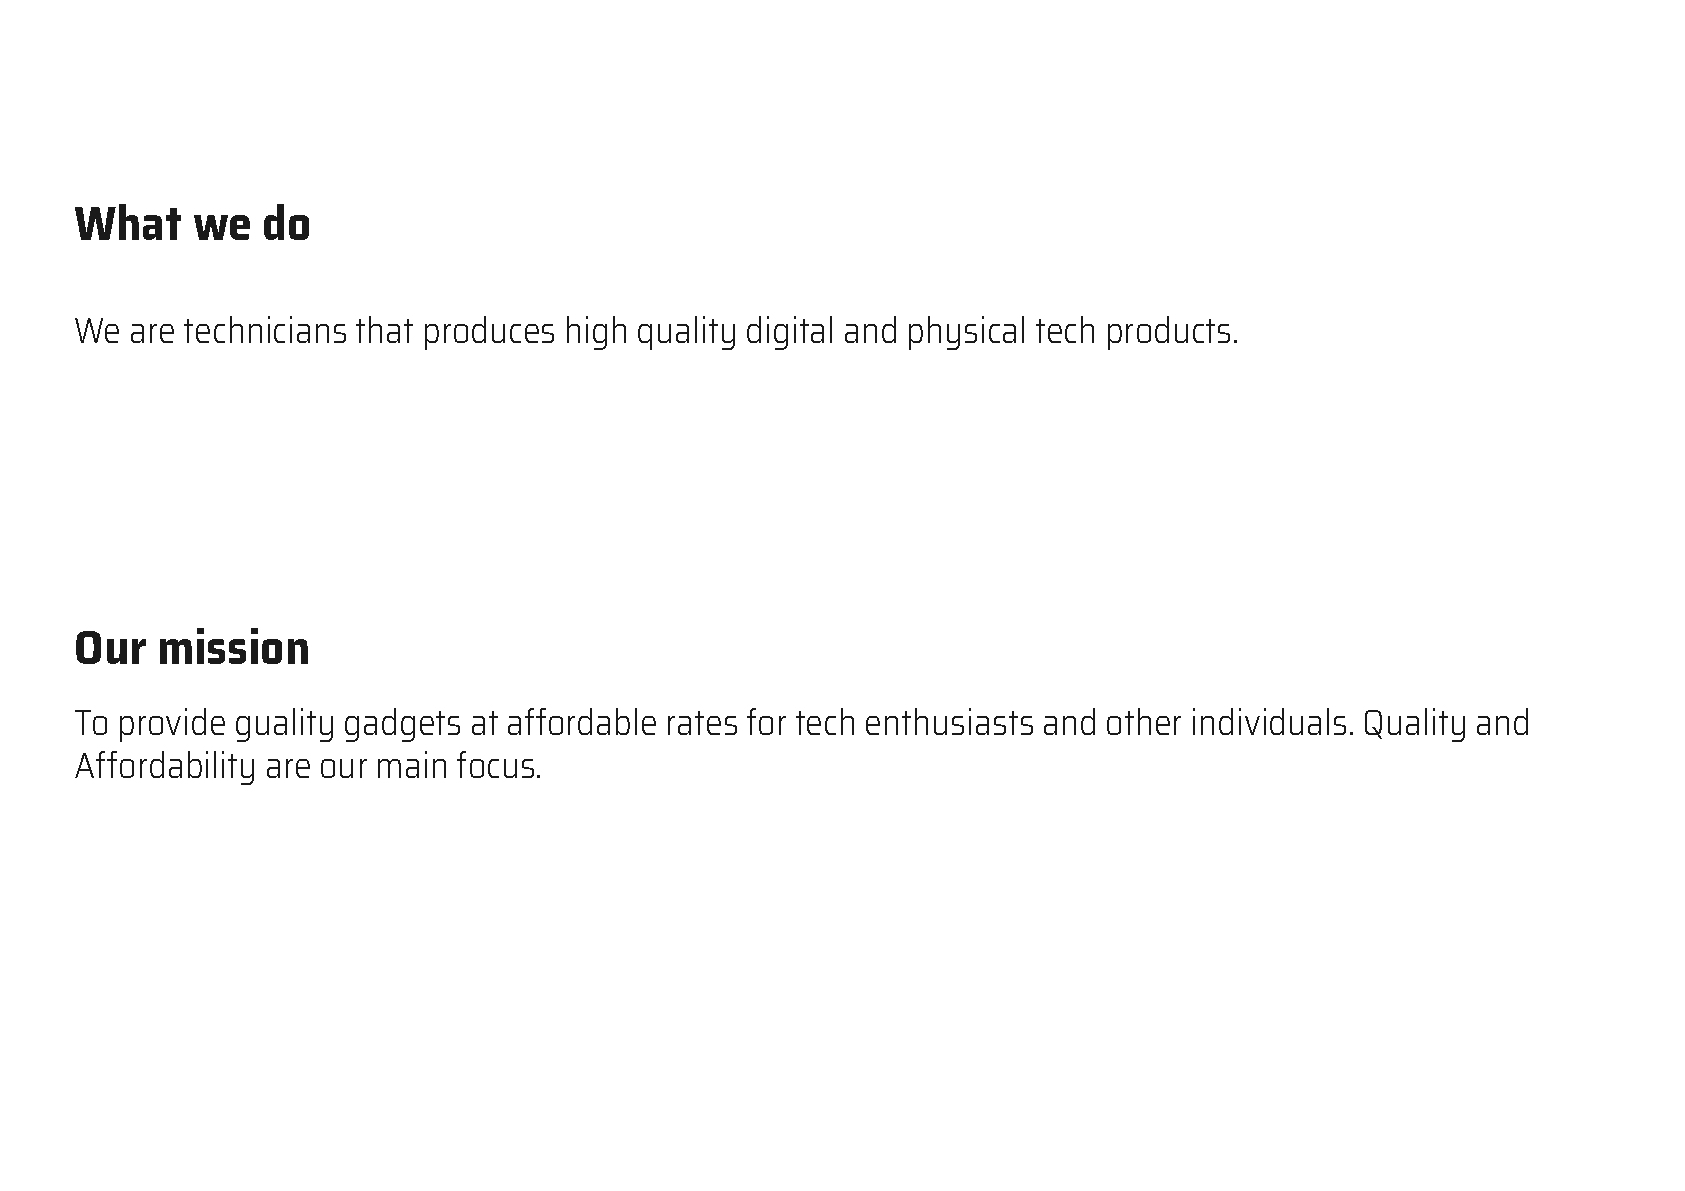 What we do
We are technicians that produces high quality digital and physical tech products.
Our mission
To provide guality gadgets at affordable rates for tech enthusiasts and other individuals. Quality and
Affordability are our main focus.